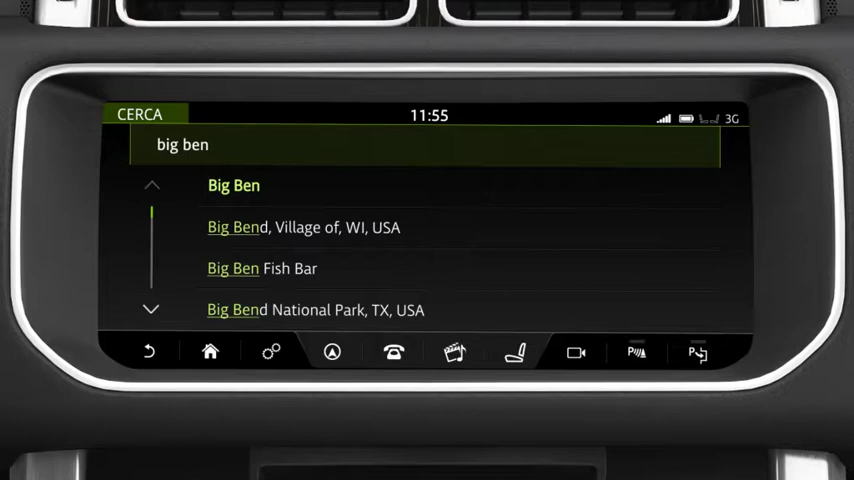 CERCA
11:55
3G
big ben
Big Ben
Big Bend, Village of, WI, USA
Big Ben Fish Bar
Big Bend National Park, TX, USA